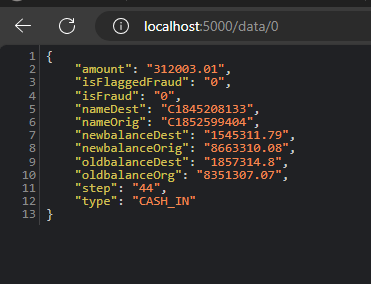 localhost:5000/data/0
1 {
2 "amount": "312003.01",
3 "isFlaggedFraud": "0",
4 "isFraud": "0",
5 "nameDest": "C1845208133",
6 "nameOrig": "C1852599404",
7 "newbalanceDest": "1545311.79",
8 "newbalanceOrig": "8663310.08",
9 "oldbalanceDest": "1857314.8",
10 "oldbalanceOrg": "8351307.07",
11 "step": "44",
12 "type": "CASH_IN"
13 }